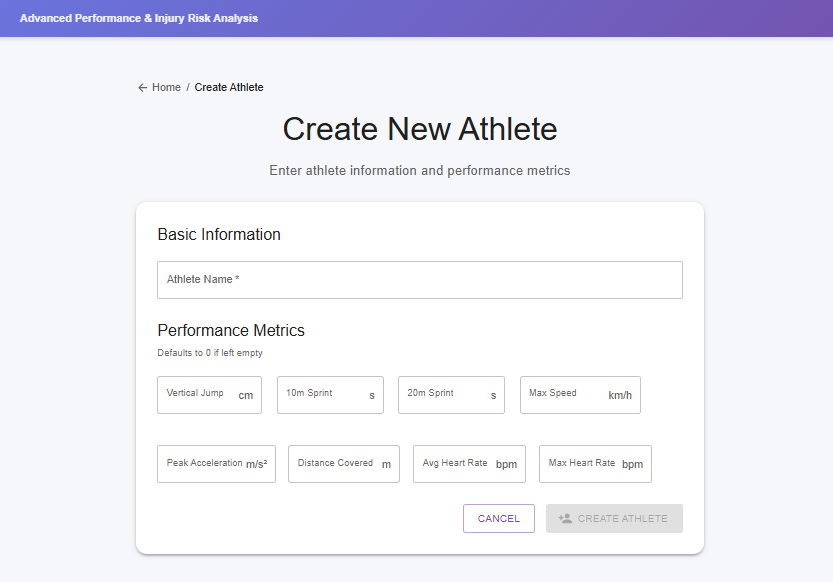 Advanced Performance & Injury Risk Analysis
← Home / Create Athlete
Create New Athlete
Enter athlete information and performance metrics
Basic Information
Athlete Name *
Performance Metrics
Defaults to 0 if left empty
Vertical Jump cm 10m Sprint s 20m Sprint s Max Speed km/h
Peak Acceleration m/s² Distance Covered m Avg Heart Rate bpm Max Heart Rate bpm
CANCEL CREATE ATHLETE